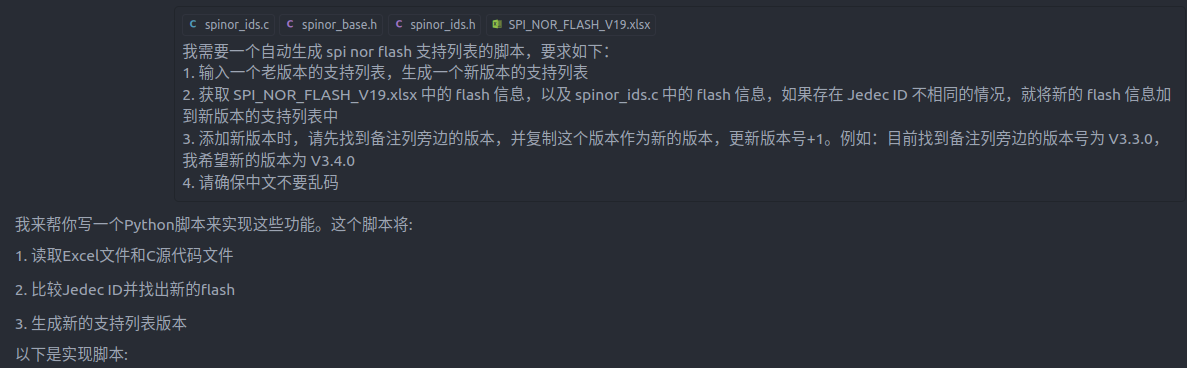 spinor_ids.c spinor_base.h spinor_ids.h SPI_NOR_FLASH_V19.xlsx
我需要一个自动生成 spi nor flash 支持列表的脚本，要求如下：
1. 输入一个老版本的支持列表，生成一个新版本的支持列表
2. 获取 SPI_NOR_FLASH_V19.xlsx 中的 flash 信息，以及 spinor_ids.c 中的 flash 信息，如果存在 Jedec ID 不相同的情况，就将新的 flash 信息加
到新版本的支持列表中
3. 添加新版本时，请先找到备注列旁边的版本，并复制这个版本作为新的版本，更新版本号+1。例如：目前找到备注列旁边的版本号为 V3.3.0，
我希望新的版本为 V3.4.0
4. 请确保中文不要乱码
我来帮你写一个Python脚本来实现这些功能。这个脚本将:
1. 读取Excel文件和C源代码文件
2. 比较Jedec ID并找出新的flash
3. 生成新的支持列表版本
以下是实现脚本: